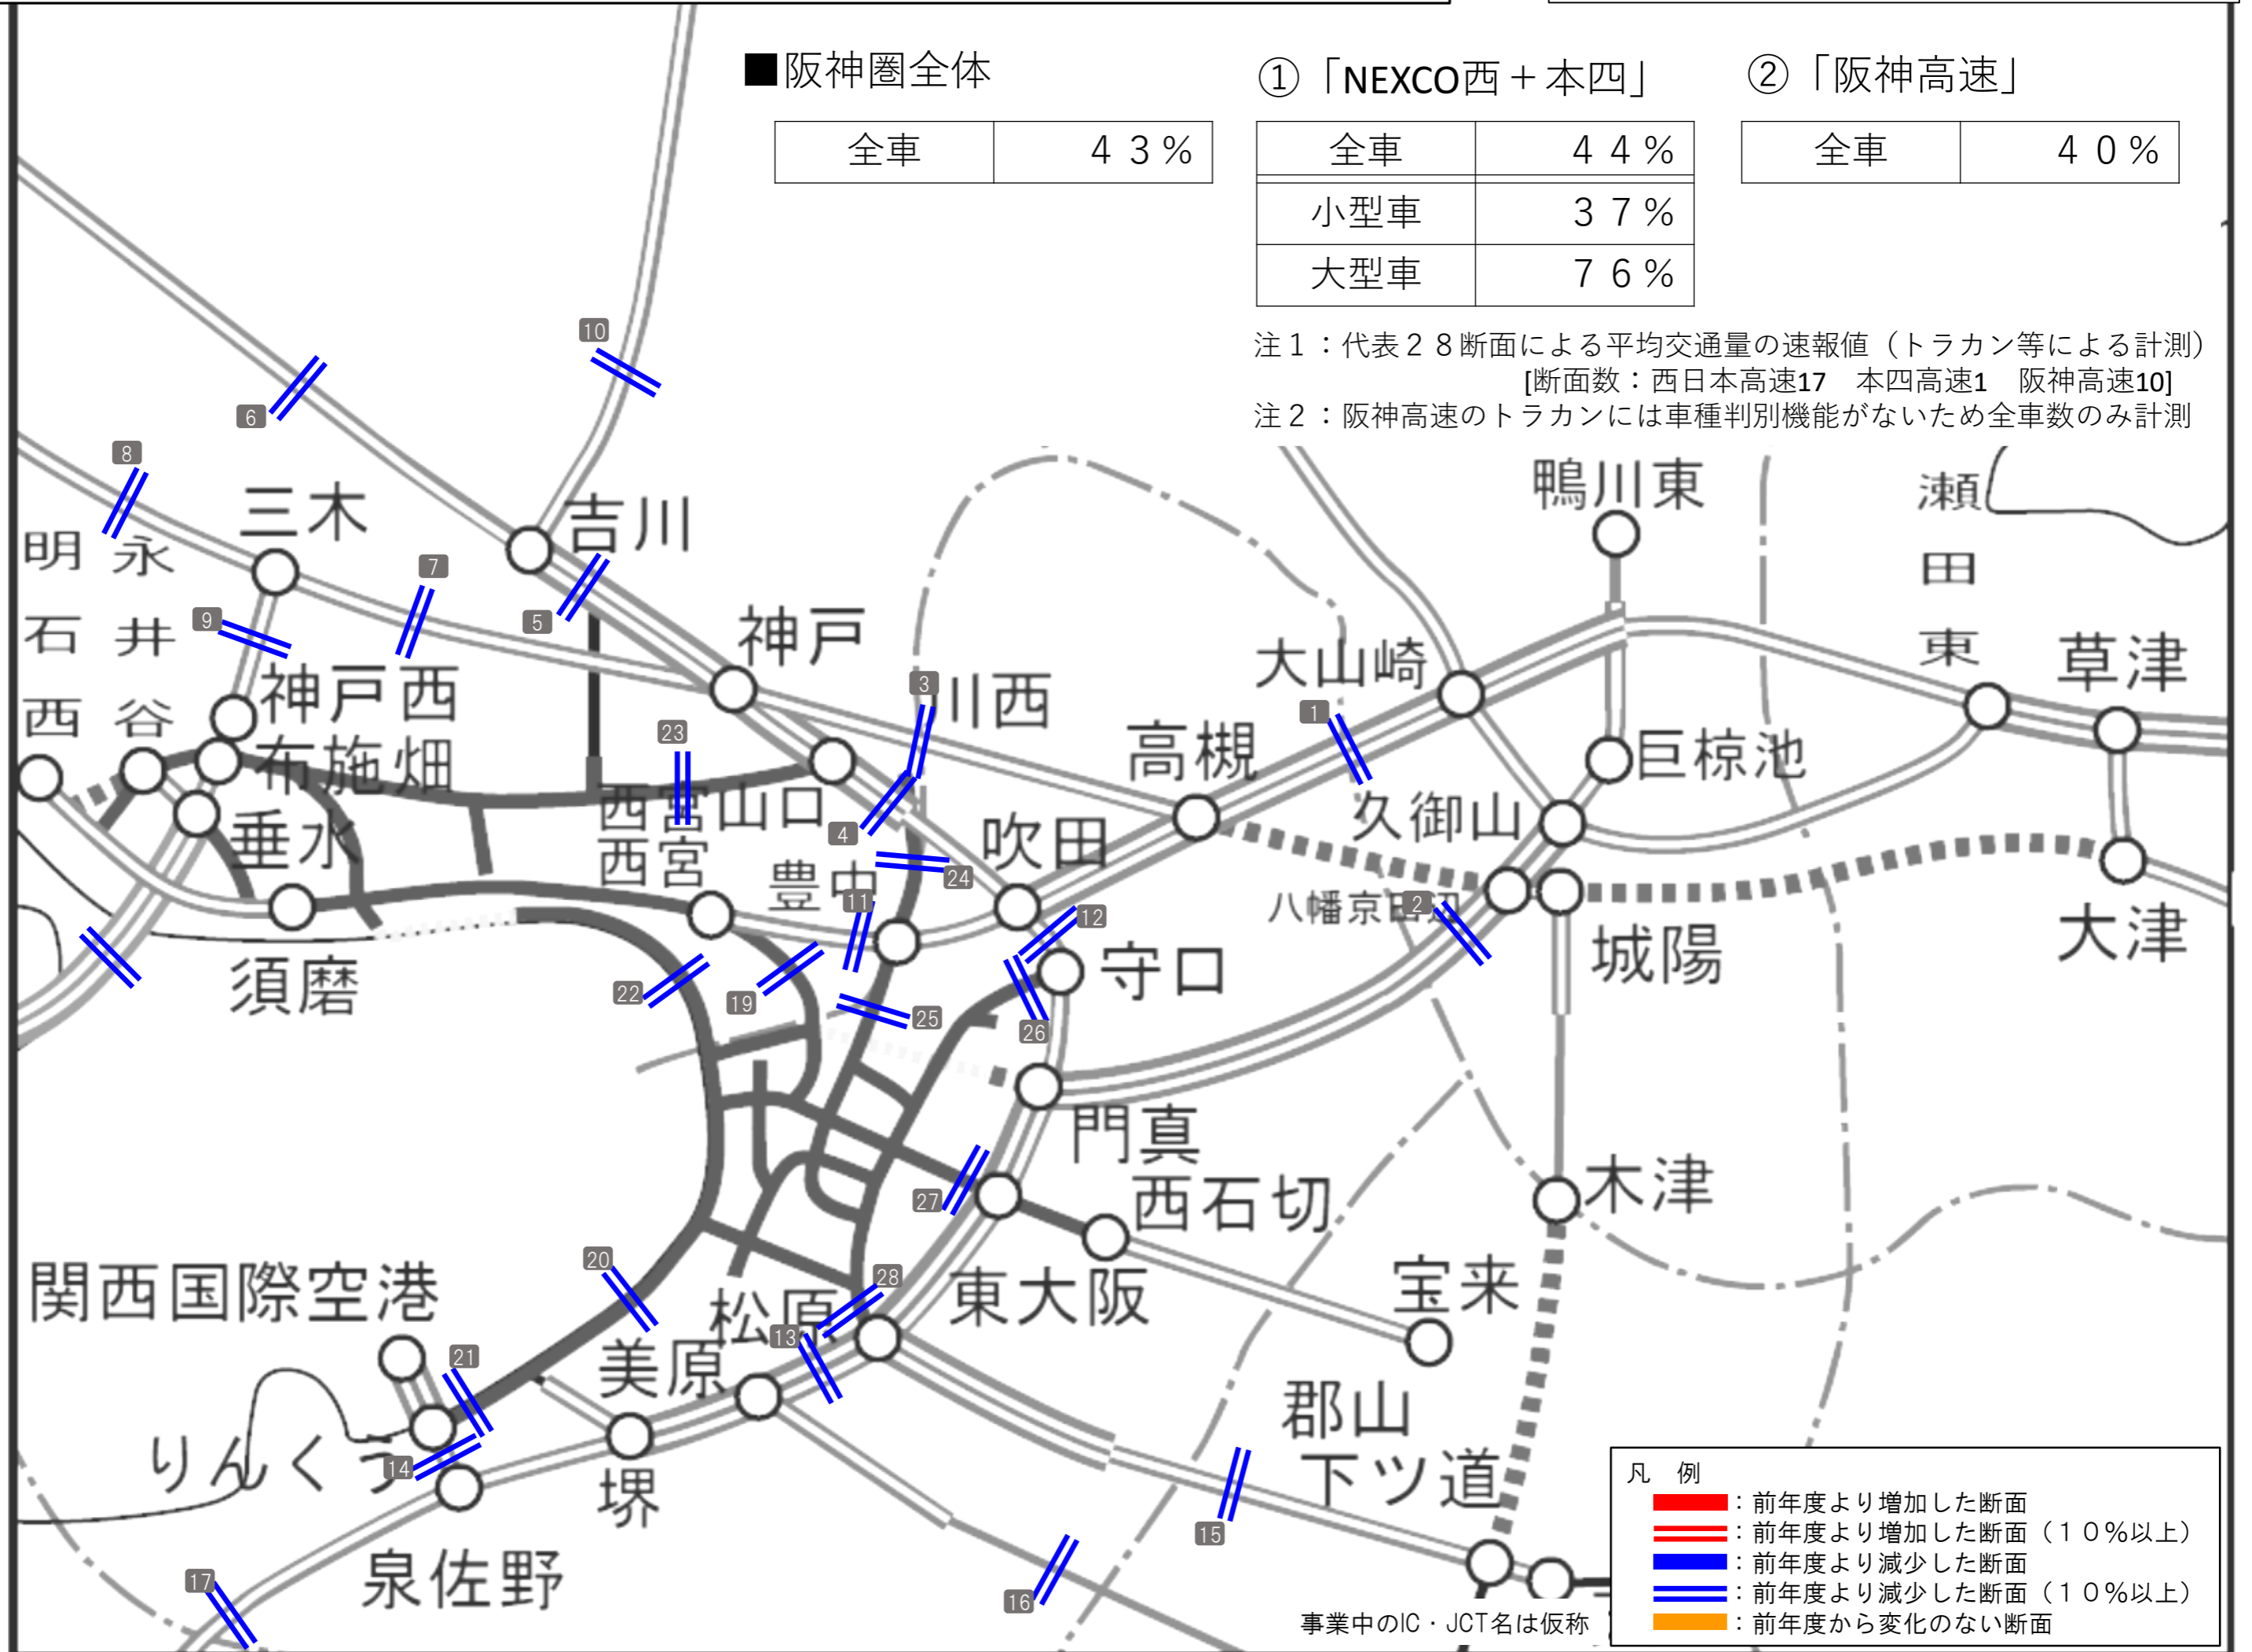 ■阪神圏全体
全車 ４３％
①「NEXCO西＋本四」
全車 ４４％
小型車 ３７％
大型車 ７６％
②「阪神高速」
全車 ４０％
注１：代表２８断面による平均交通量の速報値（トラカン等による計測）
[断面数：西日本高速17　本四高速1　阪神高速10]
注２：阪神高速のトラカンには車種判別機能がないため全車数のみ計測
10
6
8
鴨川東
瀬田東
三木
吉川
明石西
永井谷
7
5
9
神戸
大山崎
草津
神戸西
3
川西
1
23
高槻
布施畑
巨椋池
西宮山口
4
久御山
垂水
吹田
西宮
豊中
24
11
八幡京田辺
2
12
城陽
大津
須磨
守口
22
19
25
26
門真
27
西石切
木津
20
関西国際空港
28
東大阪
宝来
松原
13
21
美原
郡山下ツ道
りんくう
14
堺
15
泉佐野
17
16
事業中のIC・JCT名は仮称
凡　例
：前年度より増加した断面
：前年度より増加した断面（１０％以上）
：前年度より減少した断面
：前年度より減少した断面（１０％以上）
：前年度から変化のない断面